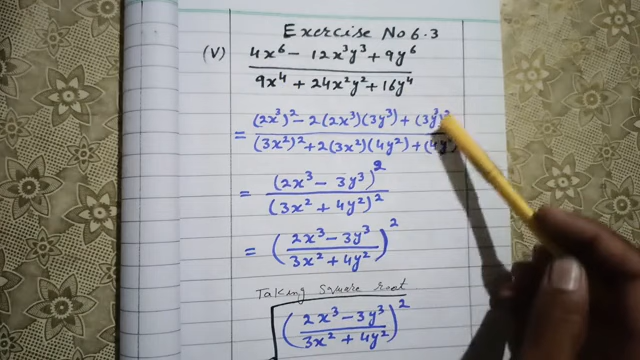 Exercise No 6.3
(V) 4x⁶ - 12x³y³ + 9y⁶
9x⁴ + 24x²y² + 16y⁴
= (2x³)² - 2(2x³)(3y³) + (3y³)²
(3x²)² + 2(3x²)(4y²) + (4y
= (2x³ - 3y³)²
(3x² + 4y²)²
= (2x³ - 3y³
3x² + 4y²)²
Taking Square root
√(2x³ - 3y³
3x² + 4y²)²